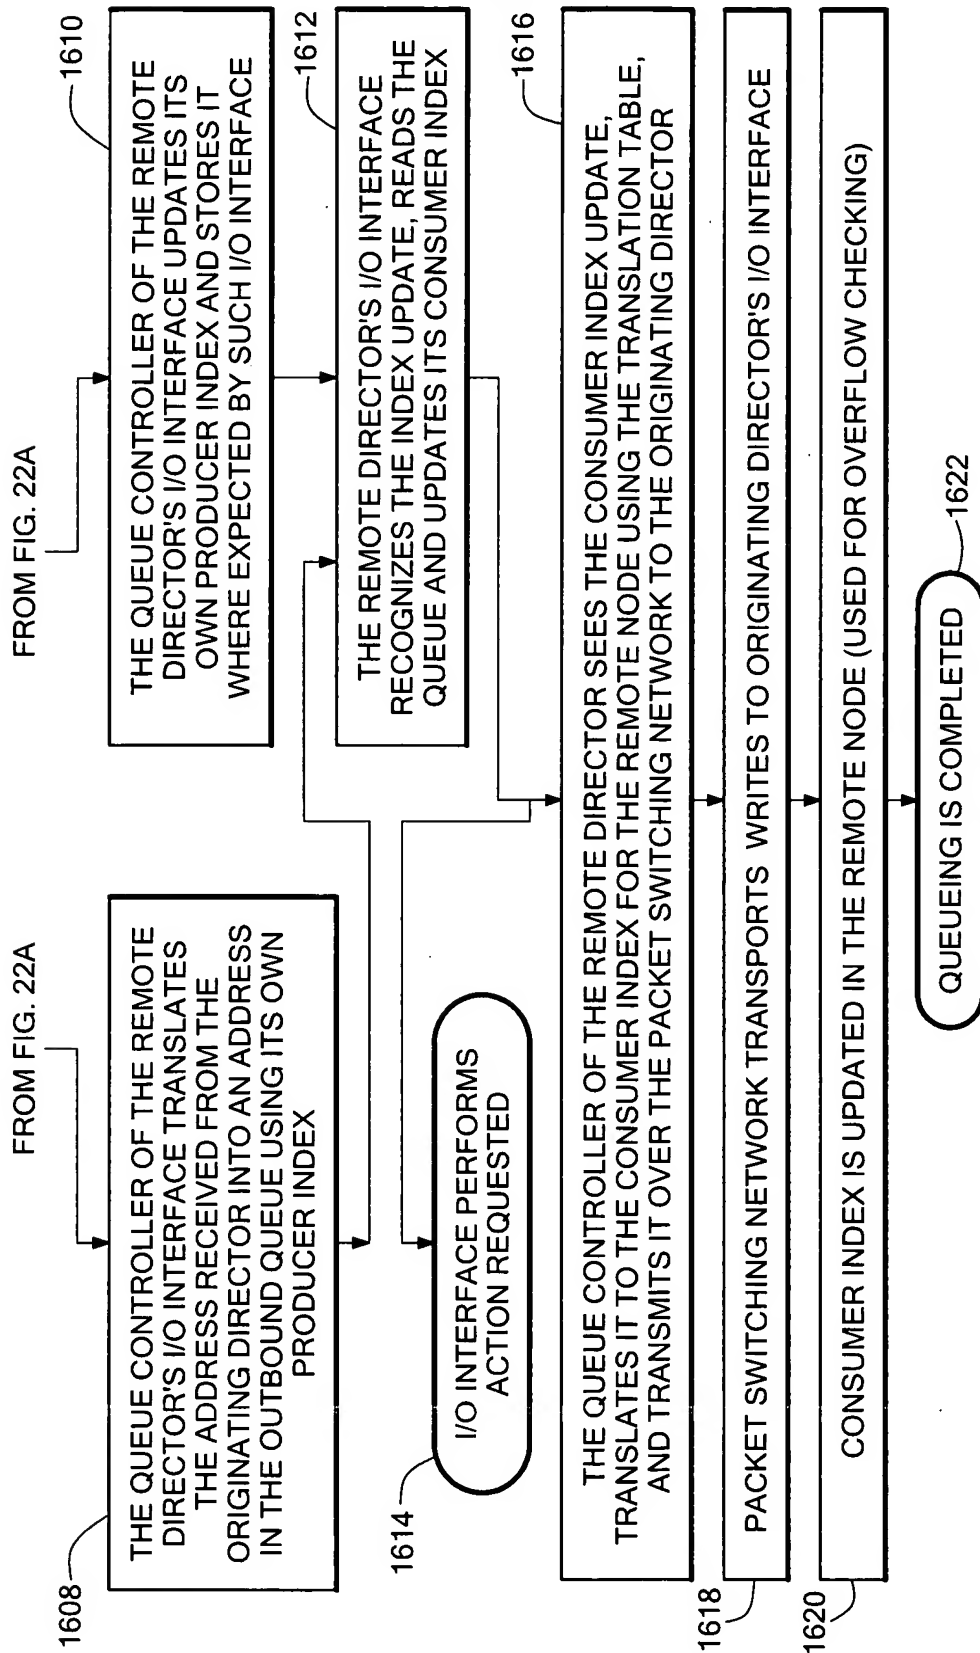 FROM FIG. 22A
FROM FIG. 22A
1608
THE QUEUE CONTROLLER OF THE REMOTE
DIRECTOR'S I/O INTERFACE TRANSLATES
THE ADDRESS RECEIVED FROM THE
ORIGINATING DIRECTOR INTO AN ADDRESS
IN THE OUTBOUND QUEUE USING ITS OWN
PRODUCER INDEX
1610
THE QUEUE CONTROLLER OF THE REMOTE
DIRECTOR'S I/O INTERFACE UPDATES ITS
OWN PRODUCER INDEX AND STORES IT
WHERE EXPECTED BY SUCH I/O INTERFACE
1612
THE REMOTE DIRECTOR'S I/O INTERFACE
RECOGNIZES THE INDEX UPDATE, READS THE
QUEUE AND UPDATES ITS CONSUMER INDEX
1614
I/O INTERFACE PERFORMS
ACTION REQUESTED
1616
THE QUEUE CONTROLLER OF THE REMOTE DIRECTOR SEES THE CONSUMER INDEX UPDATE,
TRANSLATES IT TO THE CONSUMER INDEX FOR THE REMOTE NODE USING THE TRANSLATION TABLE,
AND TRANSMITS IT OVER THE PACKET SWITCHING NETWORK TO THE ORIGINATING DIRECTOR
1618
PACKET SWITCHING NETWORK TRANSPORTS WRITES TO ORIGINATING DIRECTOR'S I/O INTERFACE
1620
CONSUMER INDEX IS UPDATED IN THE REMOTE NODE (USED FOR OVERFLOW CHECKING)
QUEUEING IS COMPLETED
1622